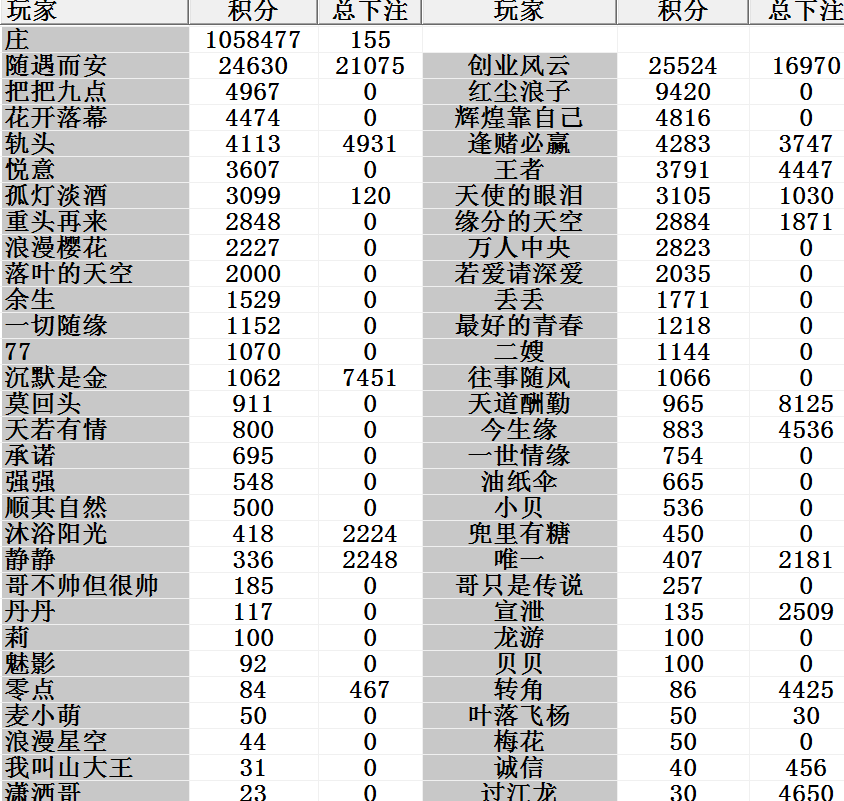 玩家 积分 总下注 玩家 积分 总下注
庄 1058477 155
随遇而安 24630 21075 创业风云 25524 16970
把把九点 4967 0 红尘浪子 9420 0
花开落幕 4474 0 辉煌靠自己 4816 0
轨头 4113 4931 逢赌必赢 4283 3747
悦意 3607 0 王者 3791 4447
孤灯淡酒 3099 120 天使的眼泪 3105 1030
重头再来 2848 0 缘分的天空 2884 1871
浪漫樱花 2227 0 万人中央 2823 0
落叶的天空 2000 0 若爱请深爱 2035 0
余生 1529 0 丢丢 1771 0
一切随缘 1152 0 最好的青春 1218 0
77 1070 0 二嫂 1144 0
沉默是金 1062 7451 往事随风 1066 0
莫回头 911 0 天道酬勤 965 8125
天若有情 800 0 今生缘 883 4536
承诺 695 0 一世情缘 754 0
强强 548 0 油纸伞 665 0
顺其自然 500 0 小贝 536 0
沐浴阳光 418 2224 兜里有糖 450 0
静静 336 2248 唯一 407 2181
哥不帅但很帅 185 0 哥只是传说 257 0
丹丹 117 0 宣泄 135 2509
莉 100 0 龙游 100 0
魅影 92 0 贝贝 100 0
零点 84 467 转角 86 4425
麦小萌 50 0 叶落飞杨 50 30
浪漫星空 44 0 梅花 50 0
我叫山大王 31 0 诚信 40 456
潇洒哥 23 0 过江龙 30 4650